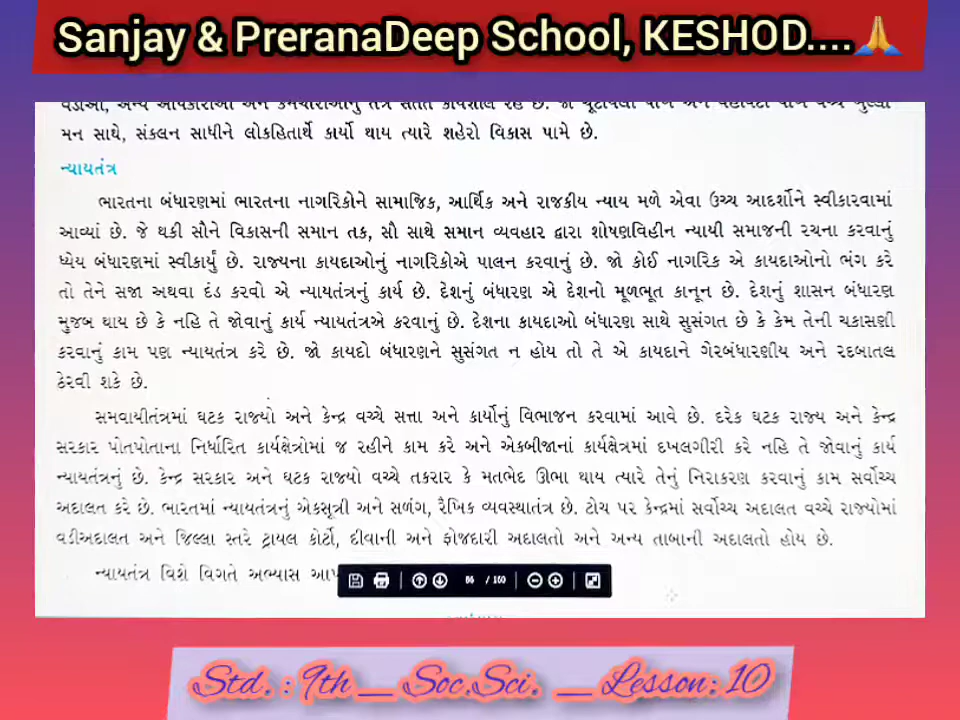 Sanjay & PreranaDeep School, KESHOD....🙏
મન સાથે, સંકલન સાધીને લોકહિતાર્થે કાર્યો થાય ત્યારે શહેરો વિકાસ પામે છે.
ન્યાયતંત્ર
ભારતના બંધારણમાં ભારતના નાગરિકોને સામાજિક, આર્થિક અને રાજકીય ન્યાય મળે એવા ઉચ્ચ આદર્શોને સ્વીકારવામાં
આવ્યાં છે. જે થકી સૌને વિકાસની સમાન તક, સૌ સાથે સમાન વ્યવહાર દ્વારા શોષણવિહીન ન્યાયી સમાજની રચના કરવાનું
ધ્યેય બંધારણમાં સ્વીકાર્યું છે. રાજ્યના કાયદાઓનું નાગરિકોએ પાલન કરવાનું છે. જો કોઈ નાગરિક એ કાયદાઓનો ભંગ કરે
તો તેને સજા અથવા દંડ કરવો એ ન્યાયતંત્રનું કાર્ય છે. દેશનું બંધારણ એ દેશનો મૂળભૂત કાનૂન છે. દેશનું શાસન બંધારણ
મુજબ થાય છે કે નહિ તે જોવાનું કાર્ય ન્યાયતંત્રએ કરવાનું છે. દેશના કાયદાઓ બંધારણ સાથે સુસંગત છે કે કેમ તેની ચકાસણી
કરવાનું કામ પણ ન્યાયતંત્ર કરે છે. જો કાયદો બંધારણને સુસંગત ન હોય તો તે એ કાયદાને ગેરબંધારણીય અને રદબાતલ
ઠેરવી શકે છે.
સમવાયીતંત્રમાં ઘટક રાજ્યો અને કેન્દ્ર વચ્ચે સત્તા અને કાર્યોનું વિભાજન કરવામાં આવે છે. દરેક ઘટક રાજ્ય અને કેન્દ્ર
સરકાર પોતપોતાના નિર્ધારિત કાર્યક્ષેત્રોમાં જ રહીને કામ કરે અને એકબીજાનાં કાર્યક્ષેત્રમાં દખલગીરી કરે નહિ તે જોવાનું કાર્ય
ન્યાયતંત્રનું છે. કેન્દ્ર સરકાર અને ઘટક રાજ્યો વચ્ચે તકરાર કે મતભેદ ઊભા થાય ત્યારે તેનું નિરાકરણ કરવાનું કામ સર્વોચ્ચ
અદાલત કરે છે. ભારતમાં ન્યાયતંત્રનું એકસૂત્રી અને સળંગ, રૈખિક વ્યવસ્થાતંત્ર છે. ટોચ પર કેન્દ્રમાં સર્વોચ્ચ અદાલત વચ્ચે રાજ્યોમાં
વડીઅદાલત અને જિલ્લા સ્તરે ટ્રાયલ કોર્ટો, દીવાની અને ફોજદારી અદાલતો અને અન્ય તાબાની અદાલતો હોય છે.
ન્યાયતંત્ર વિશે વિગતે અભ્યાસ
86 / 160
Std. : 9th __ Soc.Sci. __ Lesson: 10